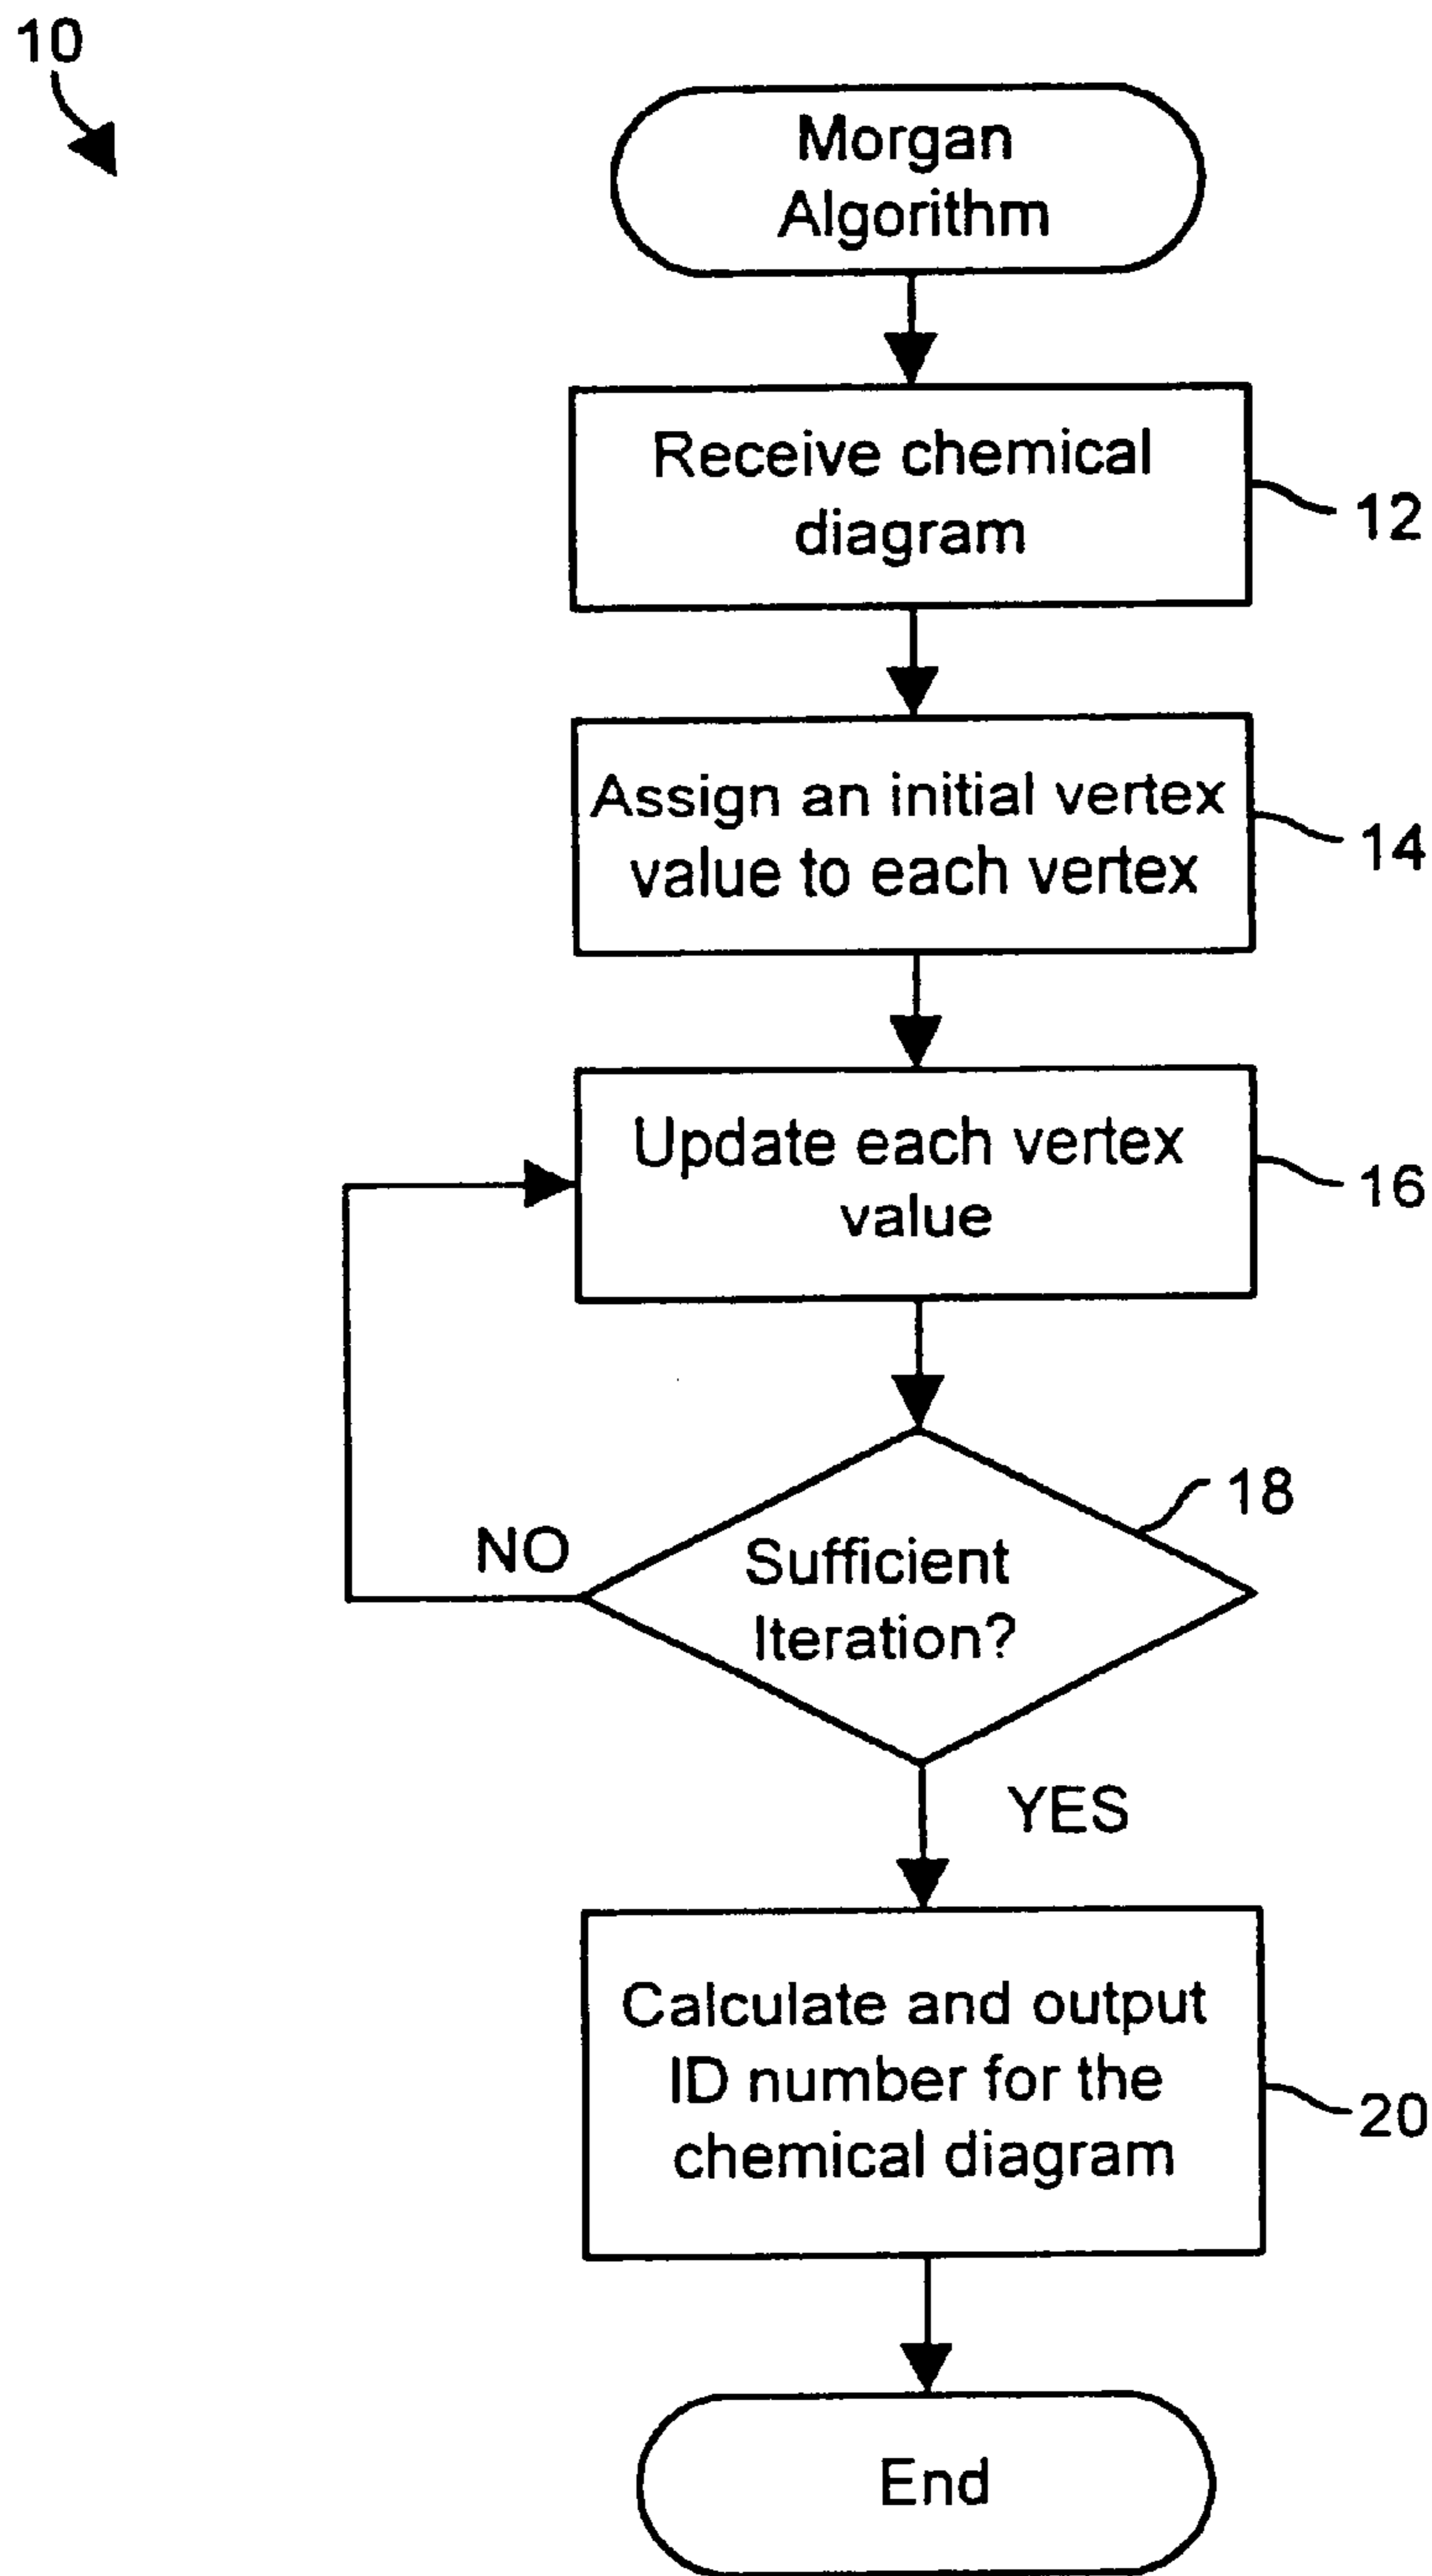 10
Morgan
Algorithm
Receive chemical
diagram
12
Assign an initial vertex
value to each vertex
14
Update each vertex
value
16
18
NO
Sufficient
Iteration?
YES
Calculate and output
ID number for the
chemical diagram
20
End